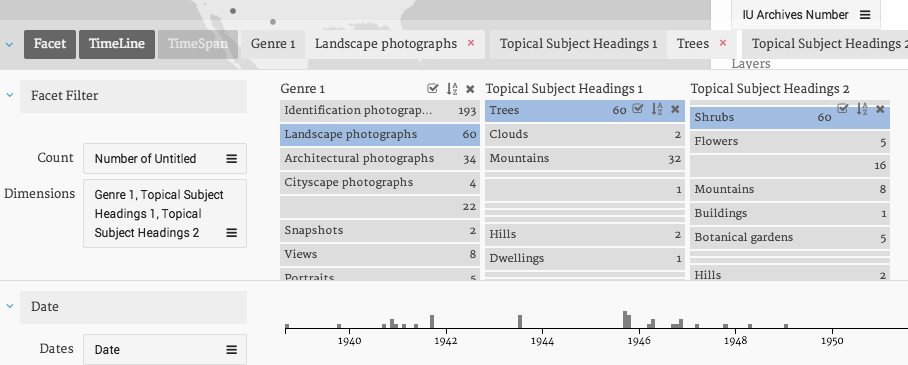 IU Archives Number
Facet TimeLine TimeSpan Genre 1 Landscape photographs × Topical Subject Headings 1 Trees × Topical Subject Headings 2
Layers
Facet Filter
Count Number of Untitled
Dimensions Genre 1, Topical Subject
Headings 1, Topical
Subject Headings 2
Genre 1
Identification photograp... 193
Landscape photographs 60
Architectural photographs 34
Cityscape photographs 4
22
Snapshots 2
Views 8
Portraits 5
Topical Subject Headings 1
Trees 60
Clouds 2
Mountains 32
1
Hills 2
Dwellings 1
Topical Subject Headings 2
Shrubs 60
Flowers 5
16
Mountains 8
Buildings 1
Botanical gardens 5
Hills 2
Date
Dates Date
1940 1942 1944 1946 1948 1950